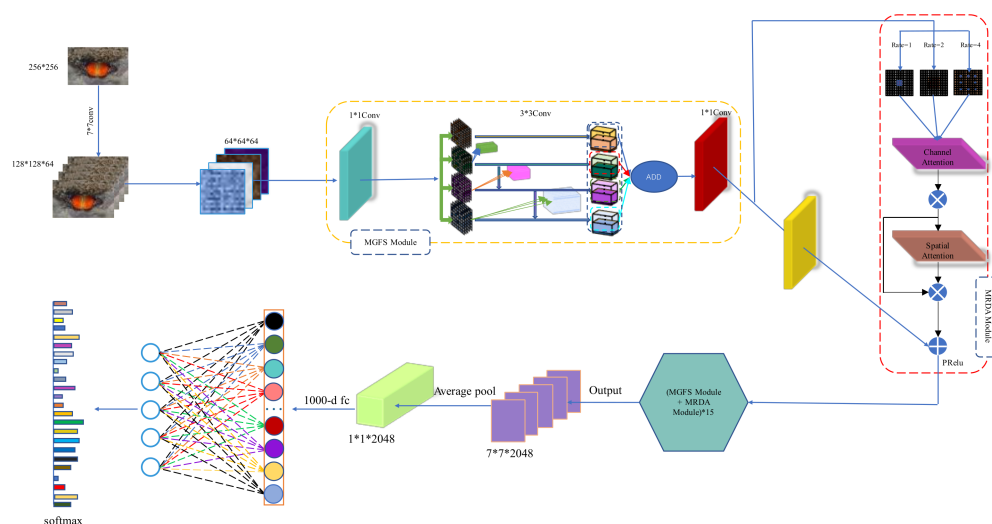 256*256
7*7conv
128*128*64
64*64*64
1*1Conv
3*3Conv
ADD
1*1Conv
MGFS Module
Rate=1
Rate=2
Rate=4
Channel
Attention
Spatial
Attention
MRDA Module
PRelu
(MGFS Module
+ MRDA
Module)*15
Output
7*7*2048
Average pool
1*1*2048
1000-d fc
...
softmax